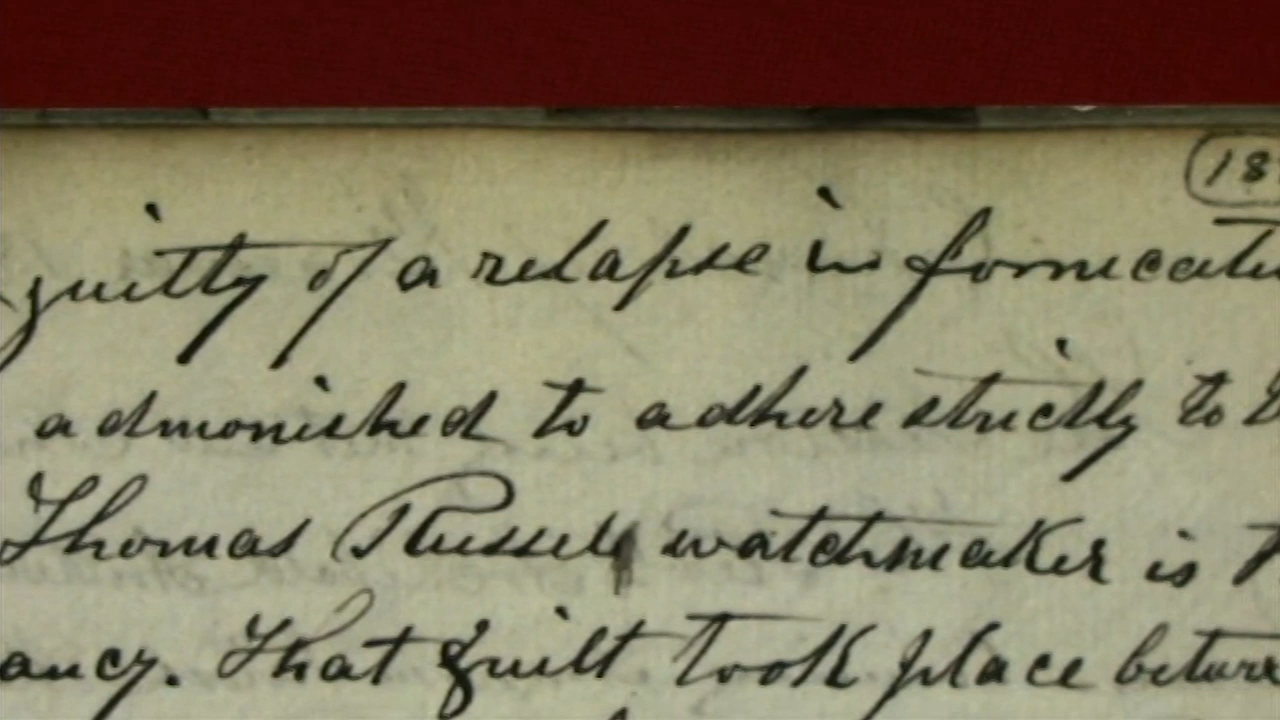 18
guilty of a relapse in fornicati
admonished to adhere strictly to
Thomas Russell watchmaker is
ancy. That guilt took place betwe